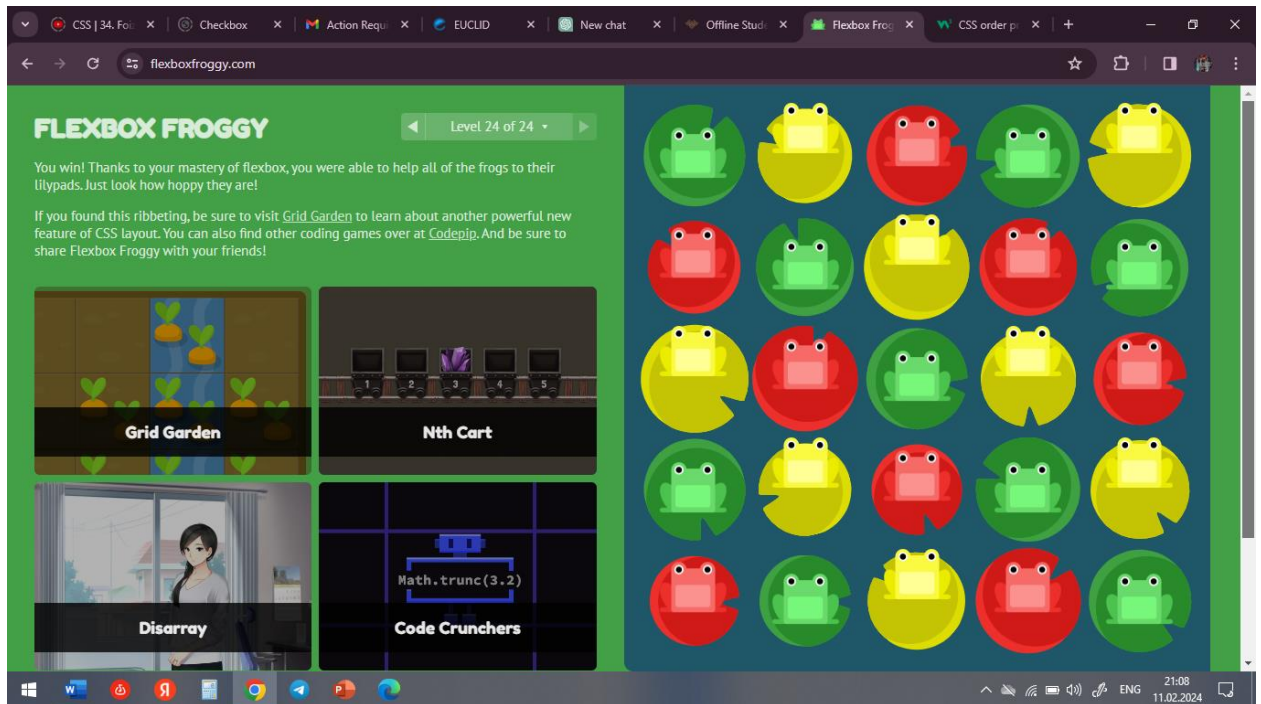 CSS | 34. Foi
Checkbox
Action Requ
EUCLID
New chat
Offline Stude
Flexbox Frog
CSS order p
flexboxfroggy.com
FLEXBOX FROGGY
Level 24 of 24
You win! Thanks to your mastery of flexbox, you were able to help all of the frogs to their
lilypads. Just look how hoppy they are!
If you found this ribbeting, be sure to visit Grid Garden to learn about another powerful new
feature of CSS layout. You can also find other coding games over at Codepip. And be sure to
share Flexbox Froggy with your friends!
1 2 3 4 5
Grid Garden
Nth Cart
Math.trunc(3.2)
Disarray
Code Crunchers
ENG
21:08
11.02.2024